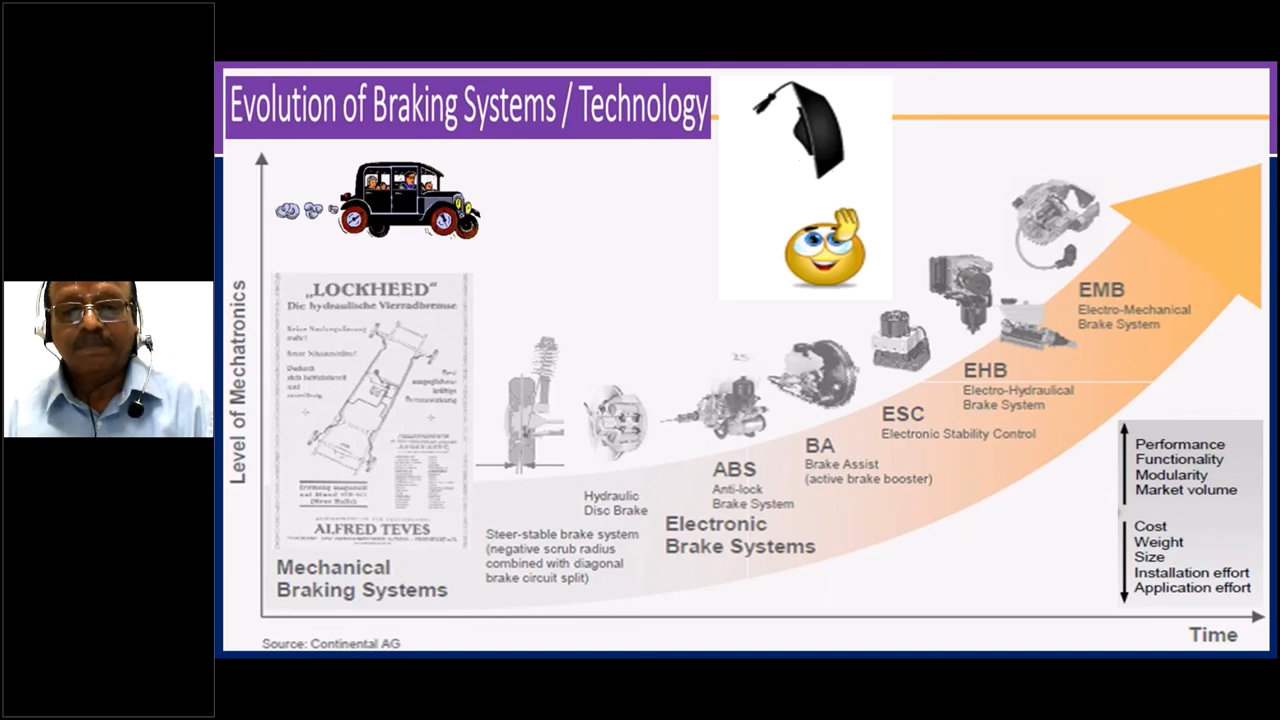 Evolution of Braking Systems / Technology
Level of Mechatronics
„LOCKHEED"
Die hydraulische Vierradbremse
ALFRED TEVES
Mechanical
Braking Systems
Steer-stable brake system
(negative scrub radius
combined with diagonal
brake circuit split)
Hydraulic
Disc Brake
Electronic
Brake Systems
ABS
Anti-lock
Brake System
BA
Brake Assist
(active brake booster)
ESC
Electronic Stability Control
EHB
Electro-Hydraulical
Brake System
EMB
Electro-Mechanical
Brake System
Performance
Functionality
Modularity
Market volume
Cost
Weight
Size
Installation effort
Application effort
Time
Source: Continental AG